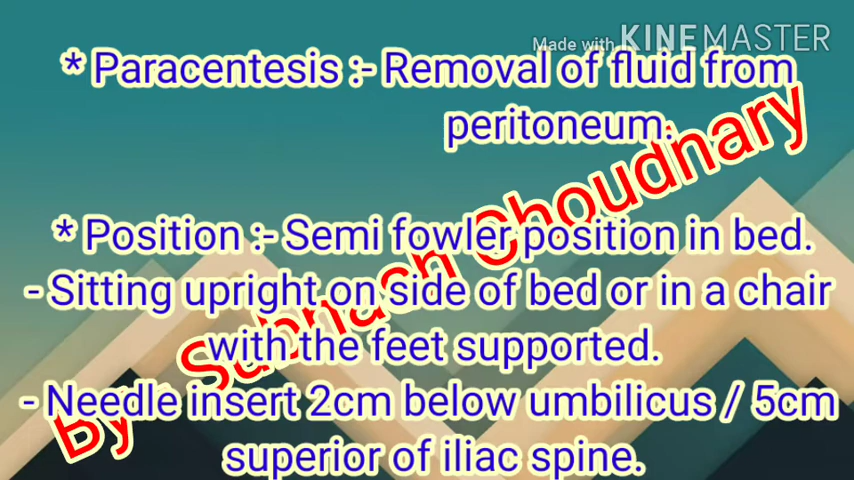 Made with KINEMASTER
* Paracentesis :- Removal of fluid from
peritoneum.
* Position :- Semi fowler position in bed.
- Sitting upright on side of bed or in a chair
with the feet supported.
- Needle insert 2cm below umbilicus / 5cm
superior of iliac spine.
By Subhash Choudhary